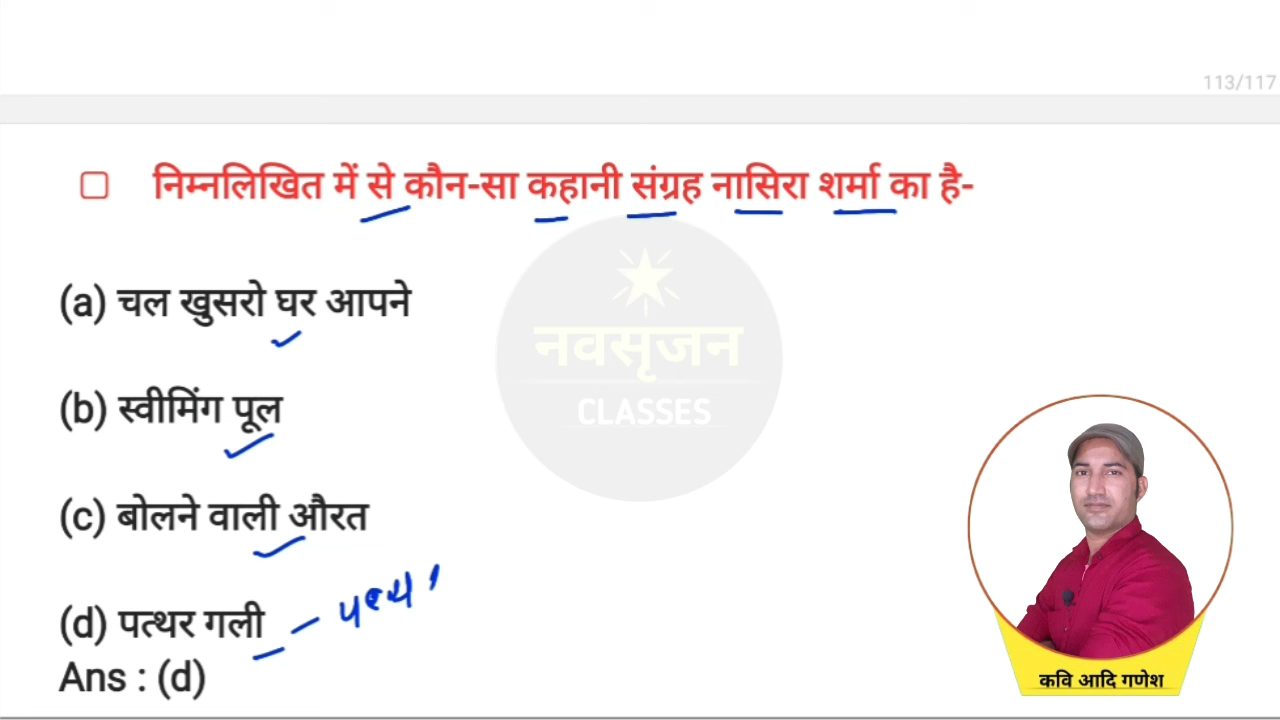 113/117
निम्नलिखित में से कौन-सा कहानी संग्रह नासिरा शर्मा का है-
(a) चल खुसरो घर आपने
नवसृजन
CLASSES
(b) स्वीमिंग पूल
(c) बोलने वाली औरत
(d) पत्थर गली
Ans : (d)
कवि आदि गणेश